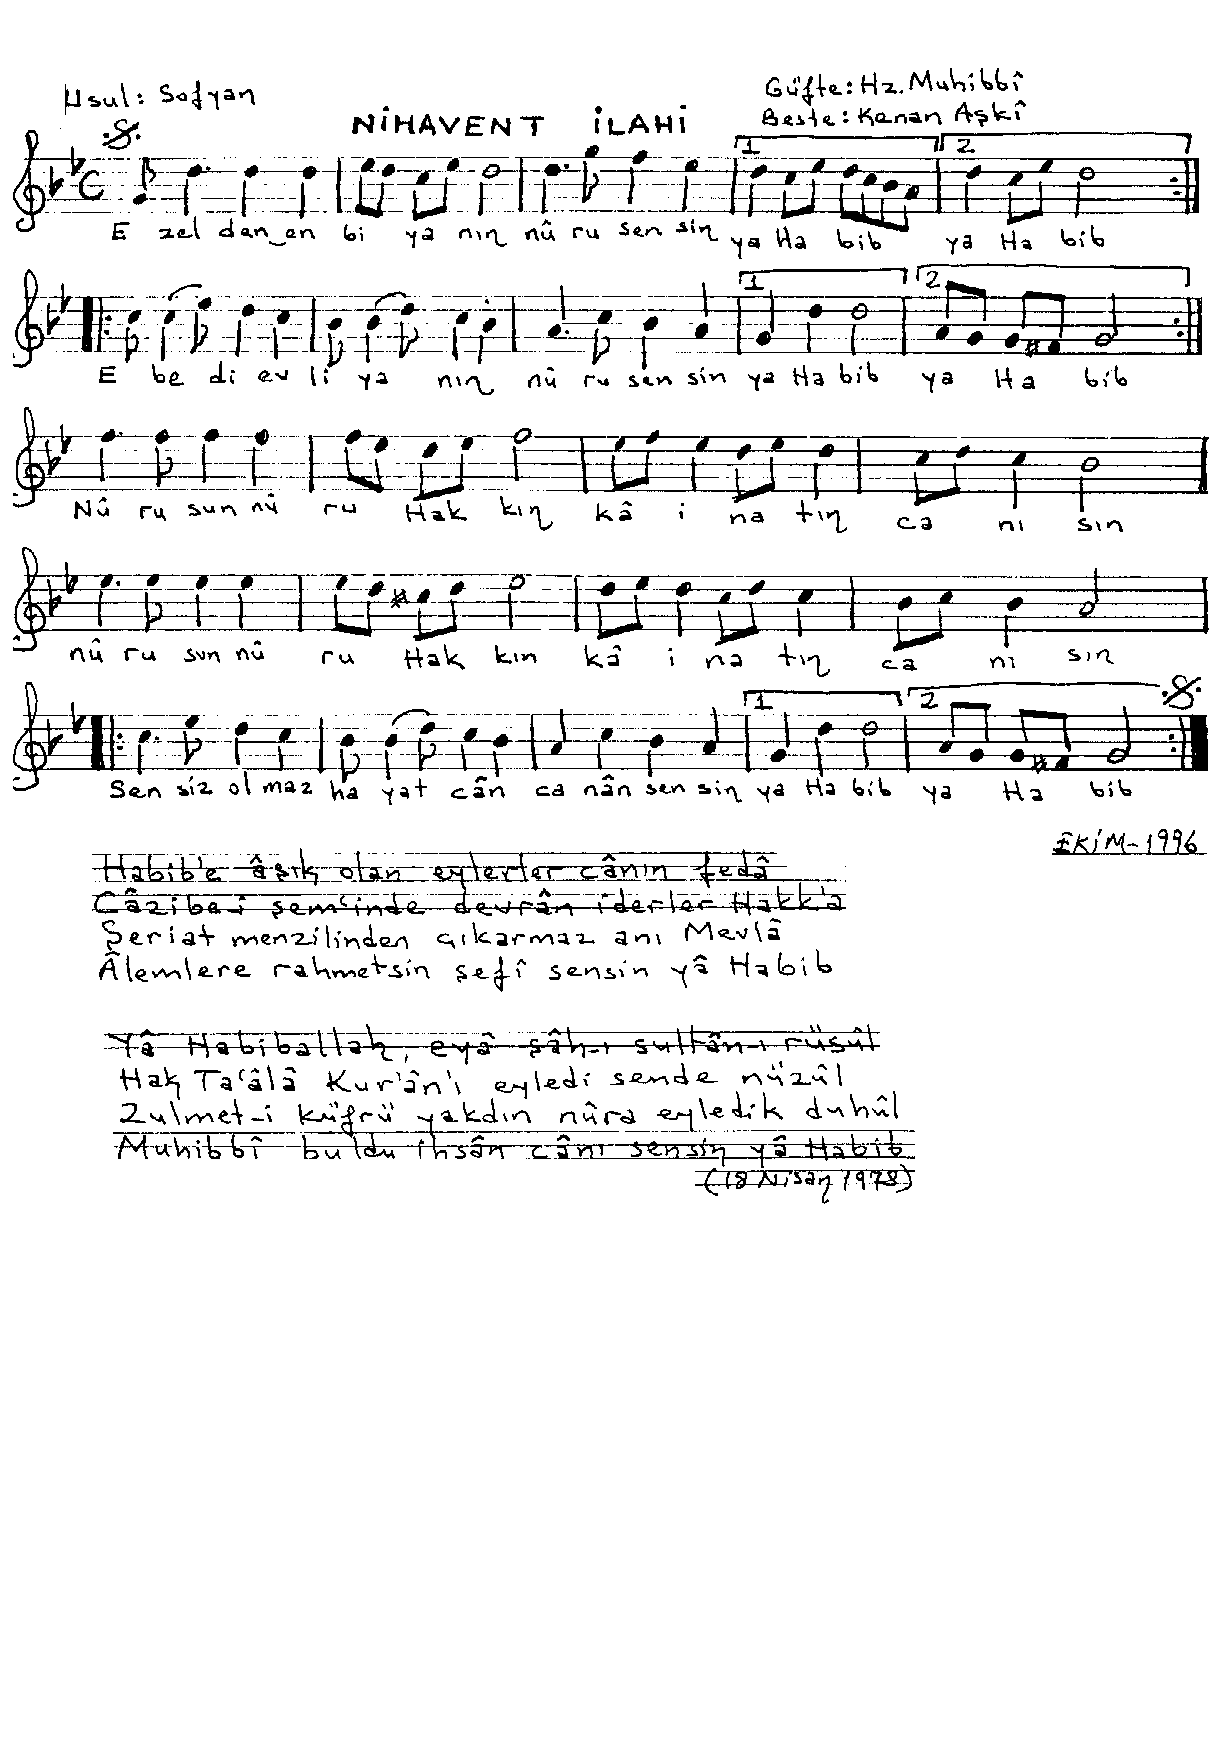 Usul: Sofyan
Güfte: Hz. Muhibbî
NİHAVENT İLAHİ
Beste: Kenan Aşkî
1 2
E zel den en bi ya nın nû ru sen sin ya Ha bib ya Ha bib
1 2
E be di ev li ya nın nû ru sen sin ya Ha bib ya Ha bib
Nû ru sun nû ru Hak kın kâ i na tın ca nı sın
nû ru sun nû ru Hak kın kâ i na tın ca nı sın
1 2
Sen siz ol maz ha yat cân ca nân sen sin ya Ha bib ya Ha bib
EKİM-1996
Habib'e âşık olan eylerler cânın fedâ
Câzibe-i şems'inde devrân iderler Hakk'a
Şeriat menzilinden çıkarmaz anı Mevlâ
Âlemlere rahmetsin şefî sensin yâ Habib
Yâ Habiballah, eyâ şâh-ı sultân-ı rüsûl
Hak Ta'âlâ Kur'ân'ı eyledi sende nüzûl
Zulmet-i küfrü yakdın nûra eyledik duhûl
Muhibbî buldu ihsân cânı sensin yâ Habib
(18 Nisan 1978)